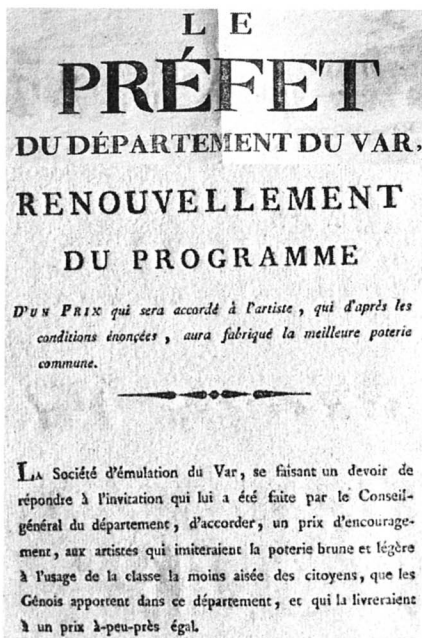 LE
PRÉFET
DU DÉPARTEMENT DU VAR,
RENOUVELLEMENT
DU PROGRAMME
D'UN PRIX qui sera accordé à l'artiste, qui d'après les
conditions énoncées, aura fabriqué la meilleure poterie
commune.
LA Société d'émulation du Var, se faisant un devoir de
répondre à l'invitation qui lui a été faite par le Conseil-
général du département, d'accorder, un prix d'encourage-
ment, aux artistes qui imiteraient la poterie brune et légère
à l'usage de la classe la moins aisée des citoyens, que les
Génois apportent dans ce département, et qui la livreraient
à un prix à-peu-près égal.